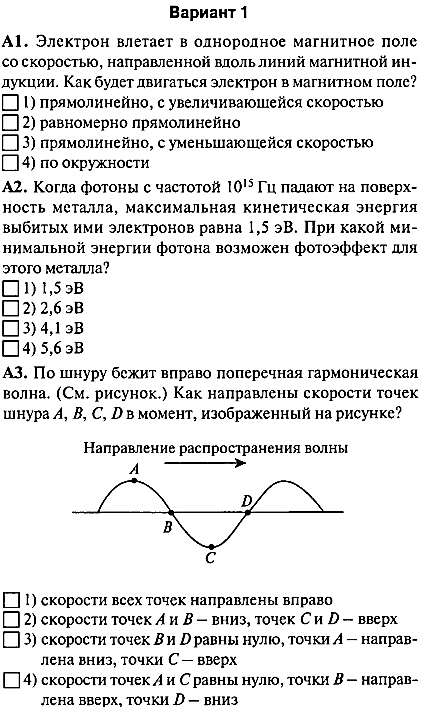 Вариант 1
А1. Электрон влетает в однородное магнитное поле
со скоростью, направленной вдоль линий магнитной ин-
дукции. Как будет двигаться электрон в магнитном поле?
1) прямолинейно, с увеличивающейся скоростью
2) равномерно прямолинейно
3) прямолинейно, с уменьшающейся скоростью
4) по окружности
А2. Когда фотоны с частотой 10¹⁵ Гц падают на поверх-
ность металла, максимальная кинетическая энергия
выбитых ими электронов равна 1,5 эВ. При какой ми-
нимальной энергии фотона возможен фотоэффект для
этого металла?
1) 1,5 эВ
2) 2,6 эВ
3) 4,1 эВ
4) 5,6 эВ
А3. По шнуру бежит вправо поперечная гармоническая
волна. (См. рисунок.) Как направлены скорости точек
шнура A, B, C, D в момент, изображенный на рисунке?
Направление распространения волны
A
D
B
C
1) скорости всех точек направлены вправо
2) скорости точек A и B – вниз, точек C и D – вверх
3) скорости точек B и D равны нулю, точки A – направ-
лена вниз, точки C – вверх
4) скорости точек A и C равны нулю, точки B – направ-
лена вверх, точки D – вниз